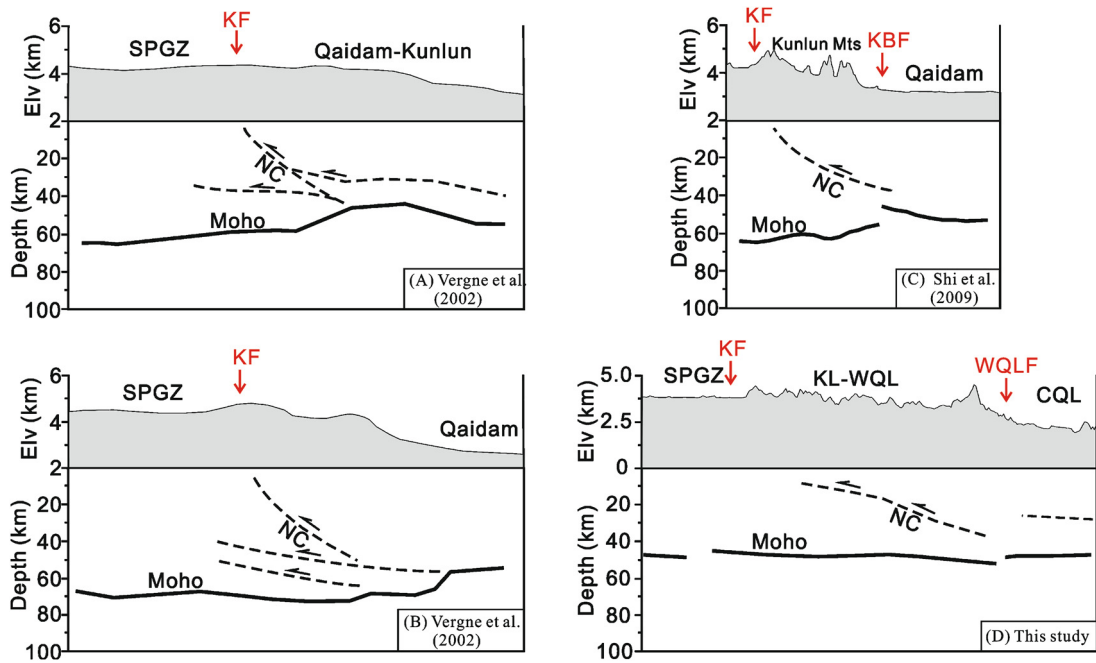 6
4
2
Elv (km)
SPGZ
KF
Qaidam-Kunlun
20
40
60
80
100
Depth (km)
NC
Moho
(A) Vergne et al.
(2002)
6
4
2
Elv (km)
KF
Kunlun Mts
KBF
Qaidam
20
40
60
80
100
Depth (km)
NC
Moho
(C) Shi et al.
(2009)
6
4
2
Elv (km)
SPGZ
KF
Qaidam
20
40
60
80
100
Depth (km)
NC
Moho
(B) Vergne et al.
(2002)
5.0
2.5
0
Elv (km)
SPGZ
KF
KL-WQL
WQLF
CQL
20
40
60
80
100
Depth (km)
NC
Moho
(D) This study